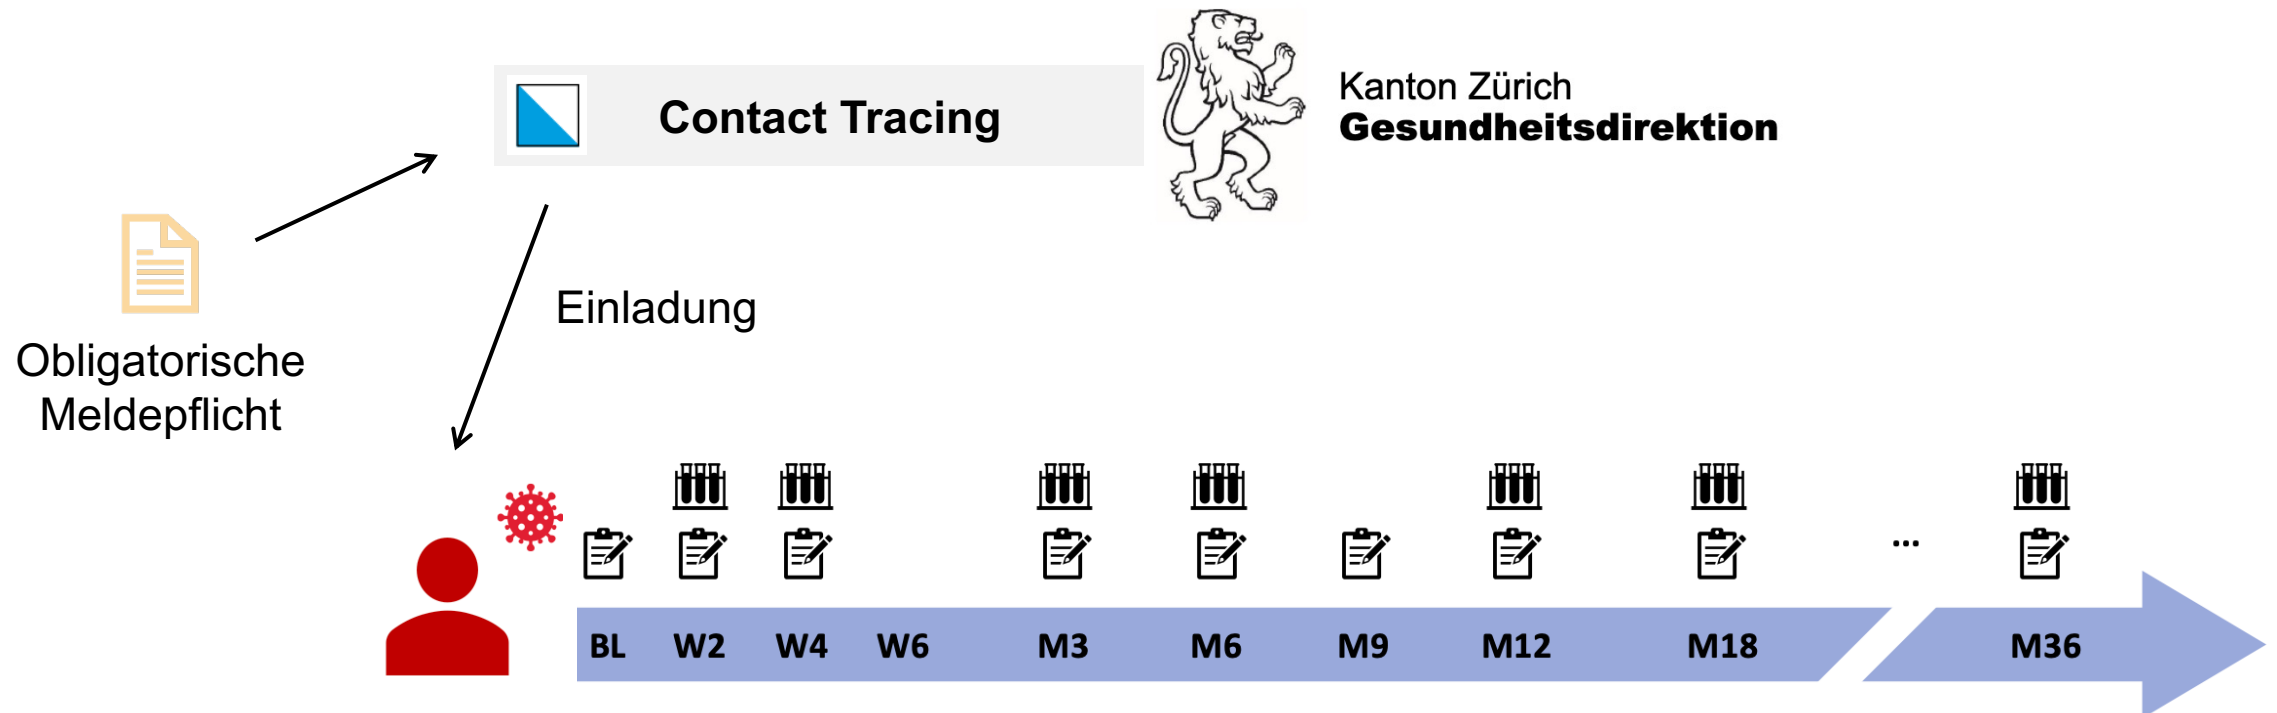 Contact Tracing
Kanton Zürich
Gesundheitsdirektion
Einladung
Obligatorische
Meldepflicht
...
BL W2 W4 W6 M3 M6 M9 M12 M18 M36